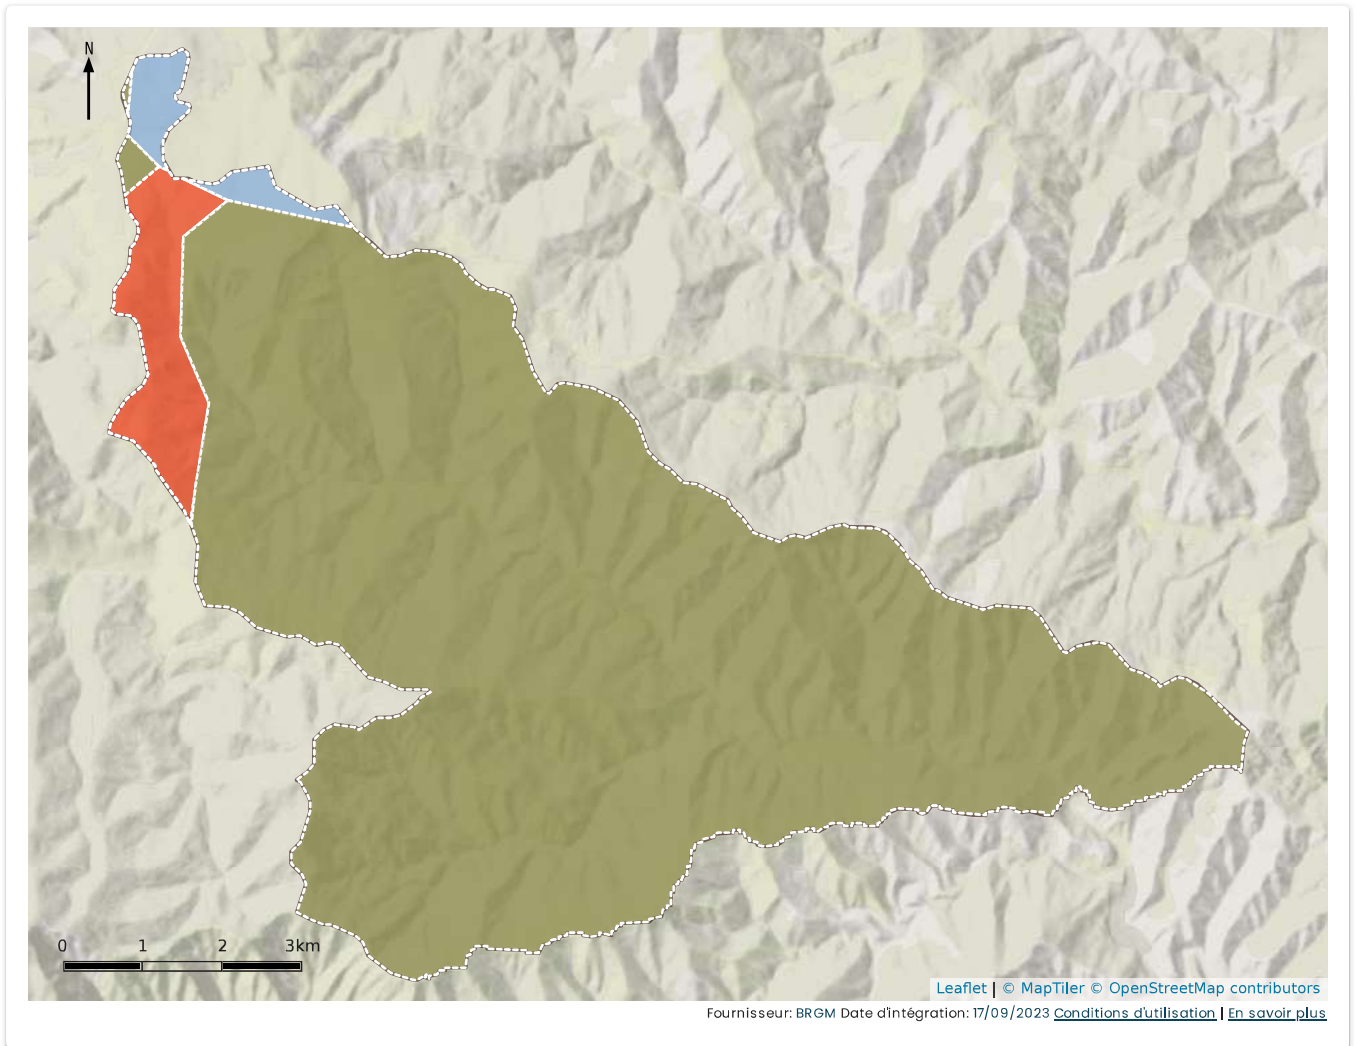 N
0 1 2 3km
Leaflet | © MapTiler © OpenStreetMap contributors
Fournisseur: BRGM Date d'intégration: 17/09/2023 Conditions d'utilisation | En savoir plus